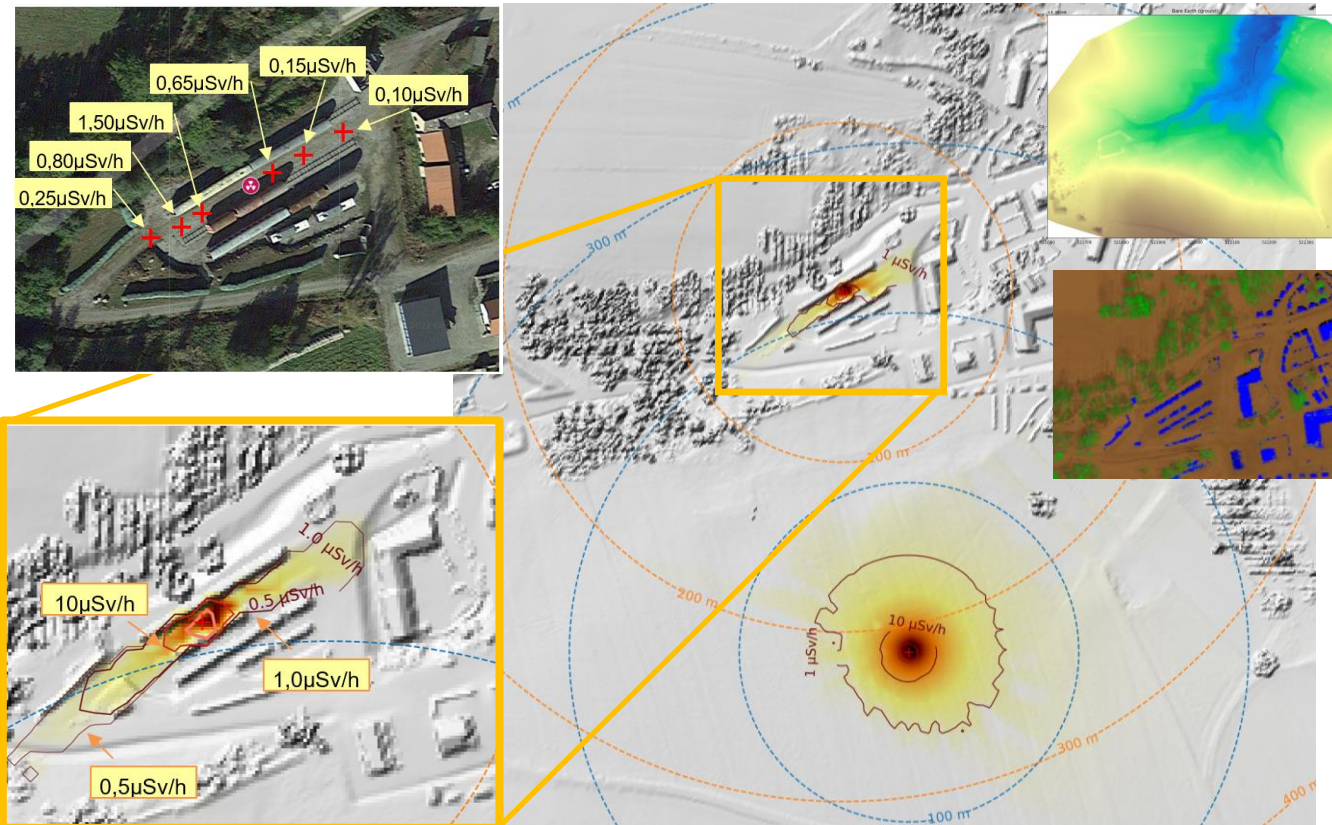 0,65µSv/h
0,15µSv/h
0,10µSv/h
1,50µSv/h
0,80µSv/h
0,25µSv/h
m
300 m
1 µSv/h
100 m
200 m
10 µSv/h
1 µSv/h
300 m
400 m
100 m
Bare Earth (ground)
1.0 µSv/h
0.5 µSv/h
10µSv/h
1,0µSv/h
0,5µSv/h